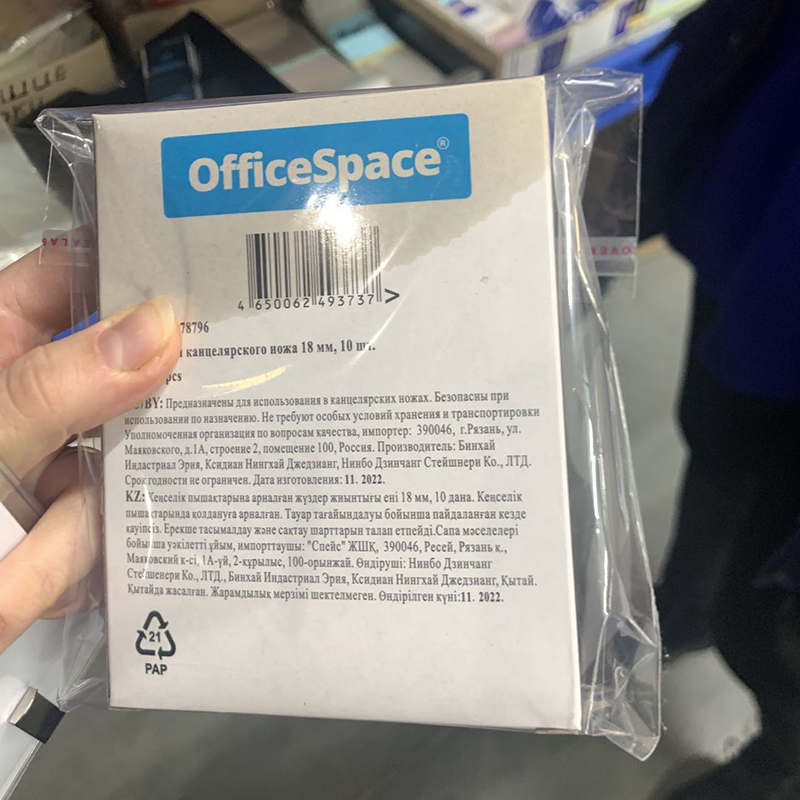 OfficeSpace®
4 650062 493737 >
78796
канцелярского ножа 18 мм, 10 шт.
pcs
BY: Предназначены для использования в канцелярских ножах. Безопасны при
использовании по назначению. Не требуют особых условий хранения и транспортировки
Уполномоченная организация по вопросам качества, импортер: 390046, г.Рязань, ул.
Маяковского, д.1А, строение 2, помещение 100, Россия. Производитель: Бинхай
Индастриал Эрия, Ксидиан Нингхай Джедзианг, Нинбо Дзинчанг Стейшнери Ко., ЛТД.
Срок годности не ограничен. Дата изготовления: 11. 2022.
KZ: Кеңселік пышақтарына арналған жүздер жиынтығы ені 18 мм, 10 дана. Кеңселік
пышақтарында қолдануға арналған. Тауар тағайындалуы бойынша пайдаланған кезде
қауіпсіз. Ерекше тасымалдау және сақтау шарттарын талап етпейді.Сапа мәселелері
бойынша уәкілетті ұйым, импорттаушы: "Спейс" ЖШҚ, 390046, Ресей, Рязань қ.,
Маяковский к-сі, 1А-үй, 2-құрылыс, 100-орынжай. Өндіруші: Нинбо Дзинчанг
Стейшенери Ко., ЛТД., Бинхай Индастриал Эрия, Ксидиан Нингхай Джедзианг, Қытай.
Қытайда жасалған. Жарамдылық мерзімі шектелмеген. Өндірілген күні:11. 2022.
21
PAP